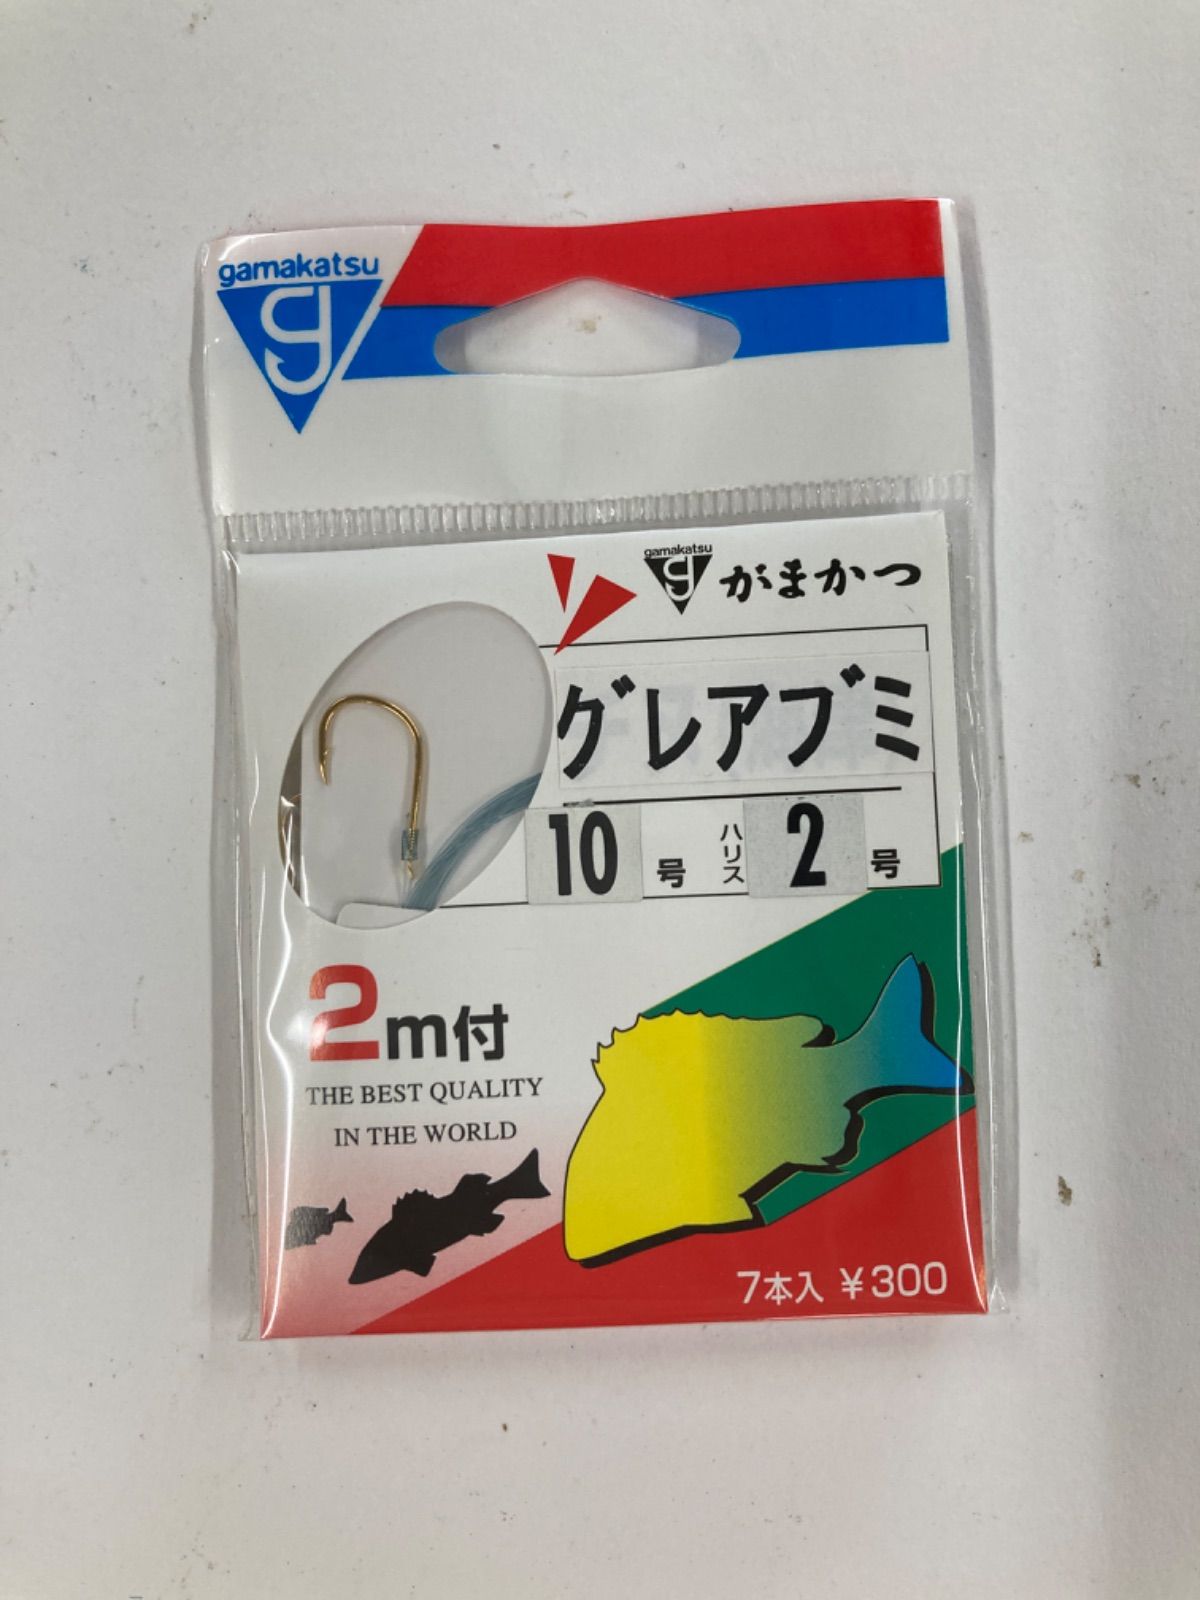 gamakatsu
g
gamakatsu
g がまかつ
グレアブミ
10 号 ハリス 2 号
2m付
THE BEST QUALITY
IN THE WORLD
7本入 ¥300